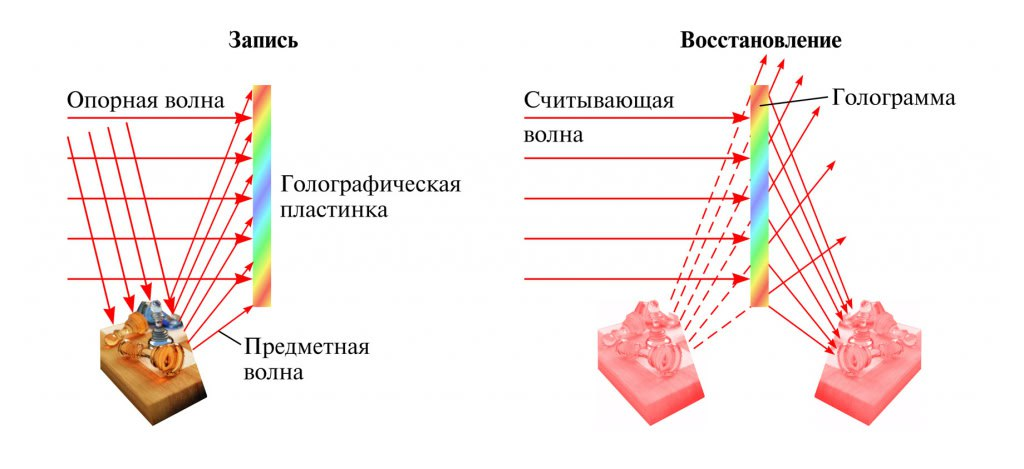 Запись
Опорная волна
Голографическая
пластинка
Предметная
волна
Восстановление
Считывающая
волна
Голограмма